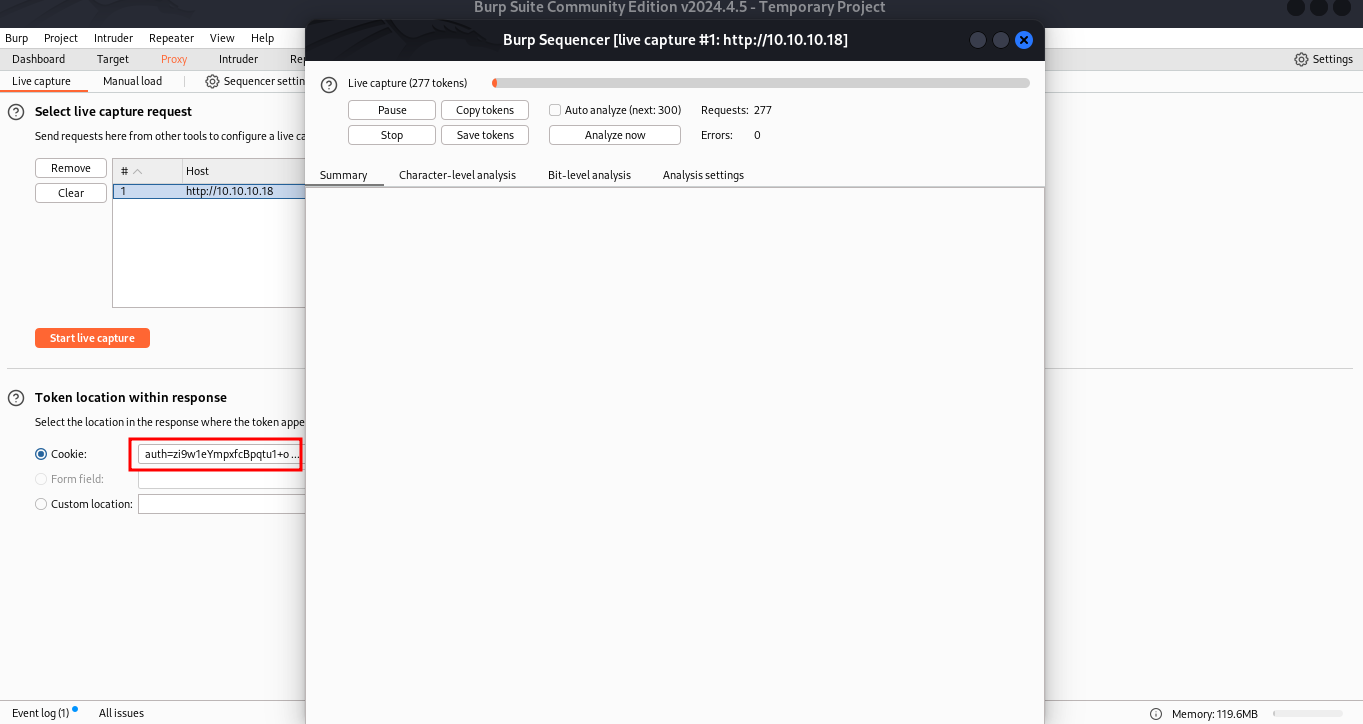 Burp Suite Community Edition v2024.4.5 - Temporary Project
Burp Project Intruder Repeater View Help
Burp Sequencer [live capture #1: http://10.10.10.18]
Dashboard Target Proxy Intruder Rep
Settings
Live capture Manual load Sequencer settin
Live capture (277 tokens)
Select live capture request
Pause Copy tokens Auto analyze (next: 300) Requests: 277
Send requests here from other tools to configure a live ca
Stop Save tokens Analyze now Errors: 0
Remove
# Host
Summary Character-level analysis Bit-level analysis Analysis settings
Clear
1 http://10.10.10.18
Start live capture
Token location within response
Select the location in the response where the token appe
Cookie: auth=zi9w1eYmpxfcBpqtu1+o ...
Form field:
Custom location:
Event log (1) All issues
Memory: 119.6MB